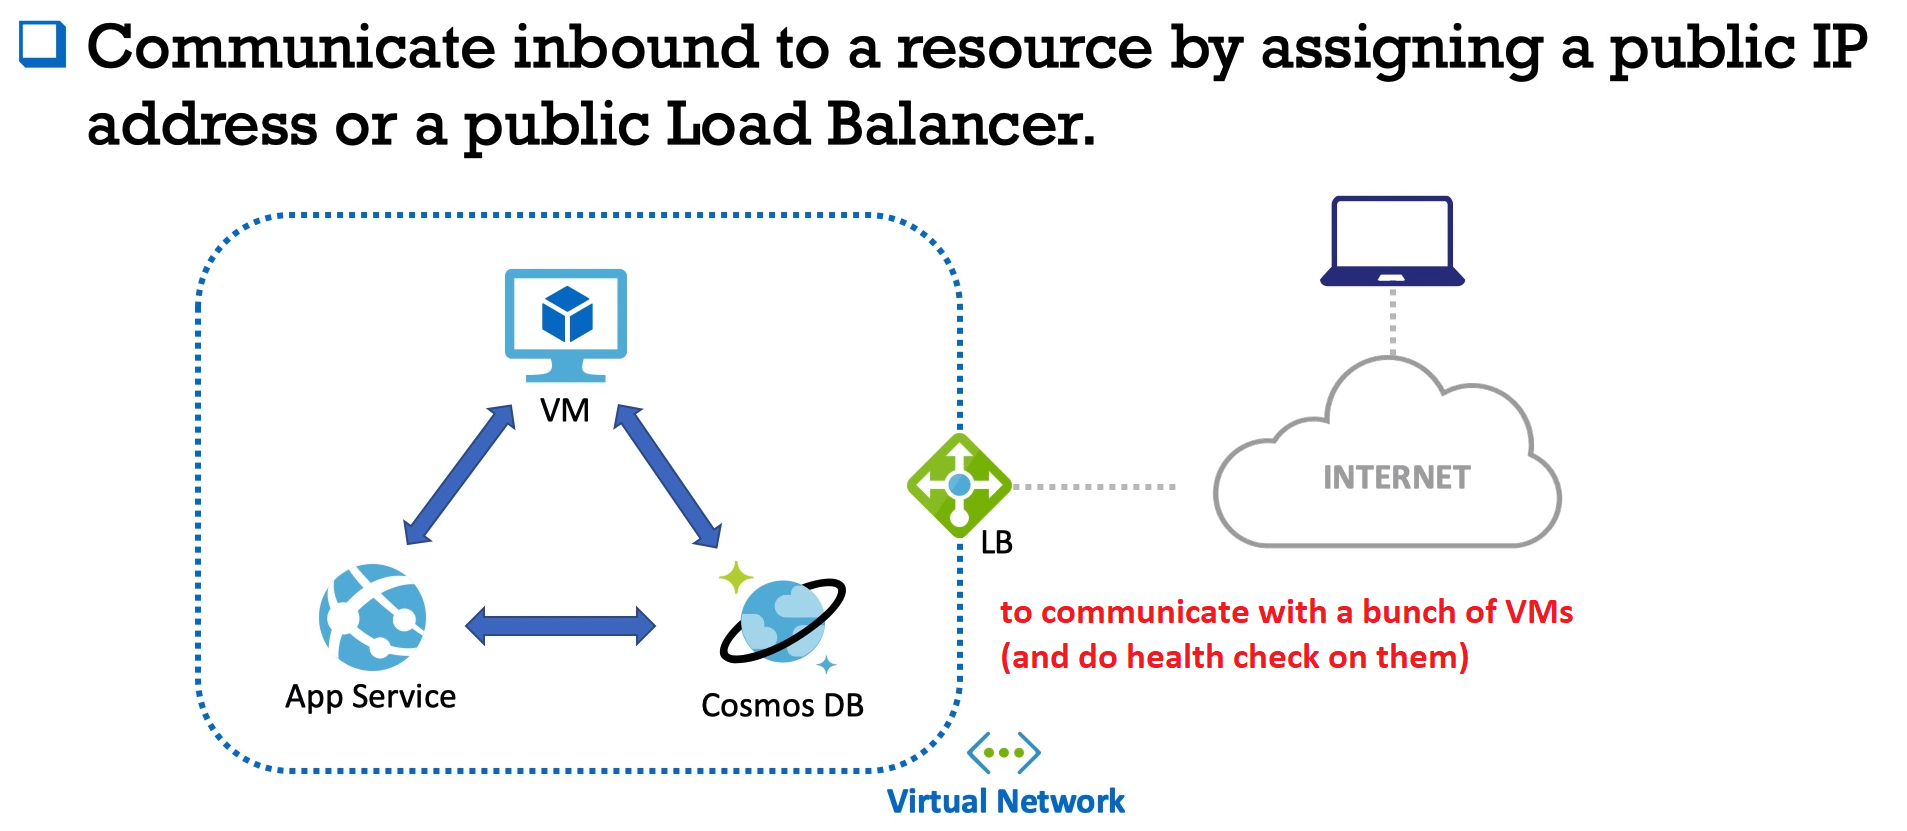 Communicate inbound to a resource by assigning a public IP
address or a public Load Balancer.
VM
INTERNET
LB
to communicate with a bunch of VMs
(and do health check on them)
App Service
Cosmos DB
Virtual Network